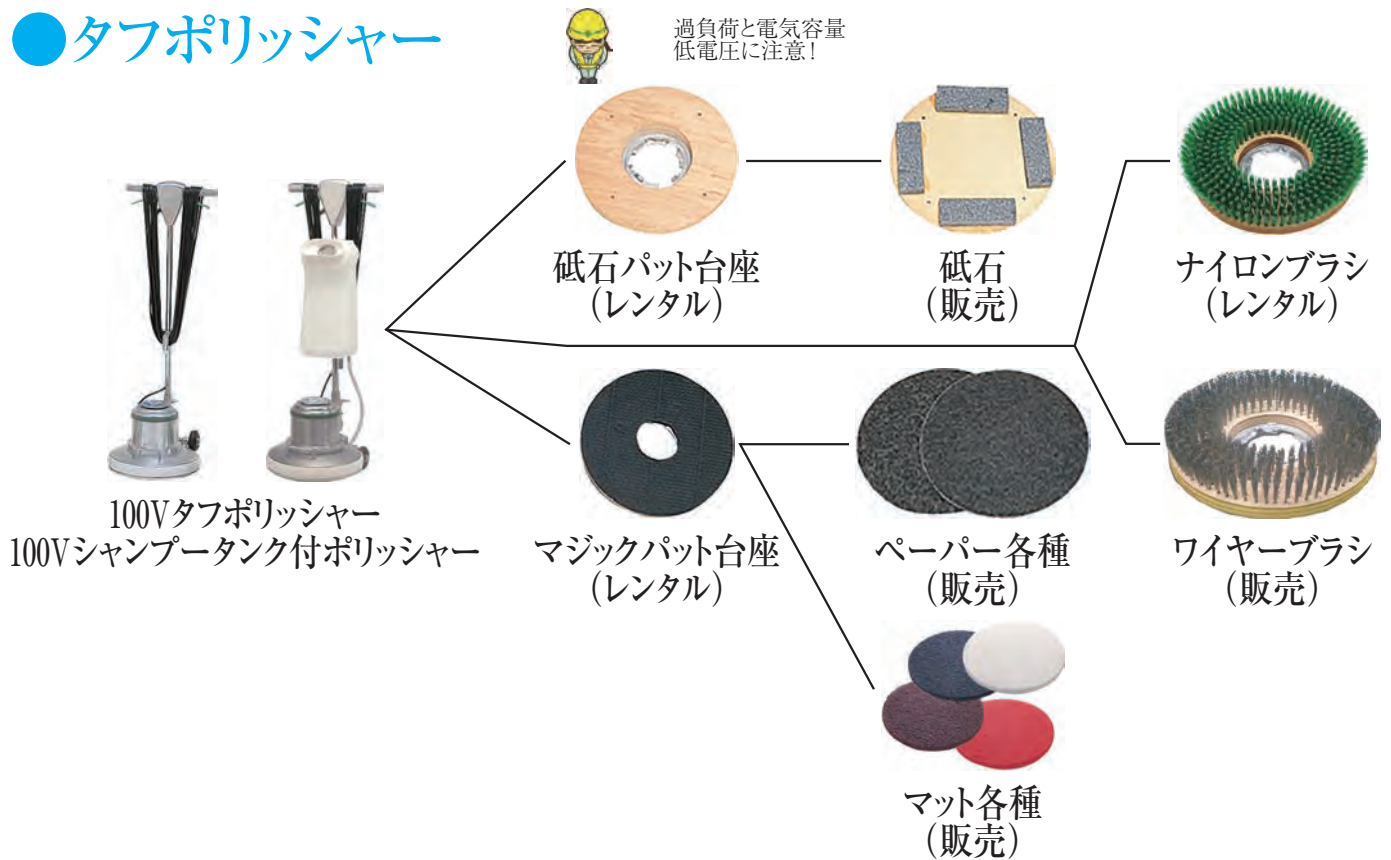 ●タフポリッシャー
過負荷と電気容量
低電圧に注意！
砥石パット台座
（レンタル）
砥石
（販売）
ナイロンブラシ
（レンタル）
100Vタフポリッシャー
100Vシャンプータンク付ポリッシャー
マジックパット台座
（レンタル）
ペーパー各種
（販売）
ワイヤーブラシ
（販売）
マット各種
（販売）